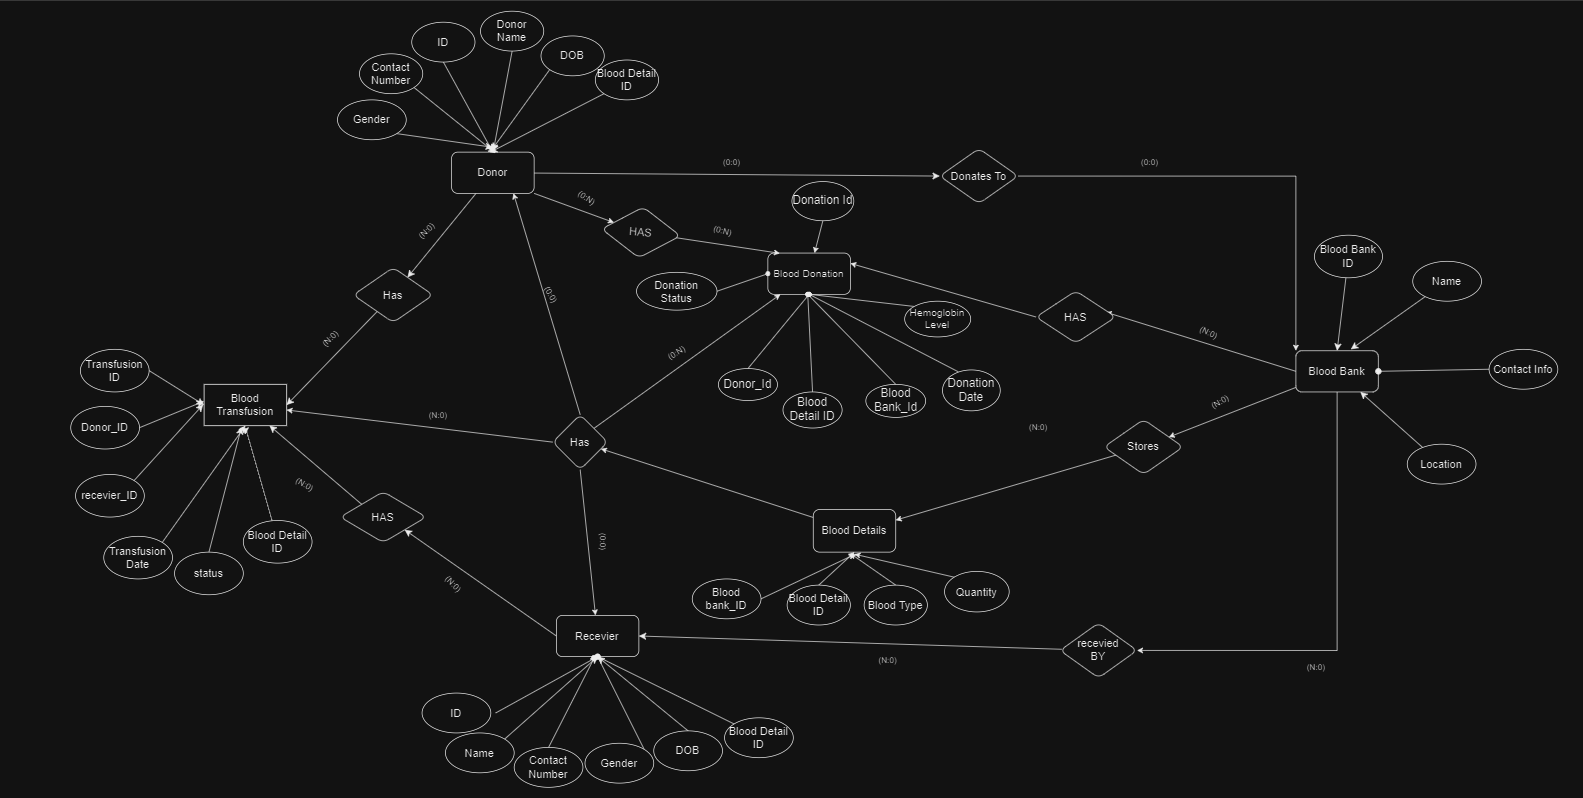 Donor
Name
ID
DOB
Contact
Number
Blood Detail
ID
Gender
Donor
(0:0)
Donates To
(0:0)
(0:N)
HAS
(0:N)
Donation Id
(N:0)
Has
(N:0)
(0:0)
Donation
Status
Blood Donation
Hemoglobin
Level
HAS
(N:0)
Blood Bank
ID
Name
Blood Bank
Contact Info
Location
(0:N)
Donor_Id
Blood
Detail ID
Blood
Bank_Id
Donation
Date
(N:0)
(N:0)
Stores
Transfusion
ID
Blood
Transfusion
Donor_ID
recevier_ID
Transfusion
Date
status
Blood Detail
ID
(N:0)
Has
(N:0)
HAS
(N:0)
(0:0)
Blood Details
Blood
bank_ID
Blood Detail
ID
Blood Type
Quantity
Recevier
(N:0)
recevied
BY
(N:0)
ID
Name
Contact
Number
Gender
DOB
Blood Detail
ID